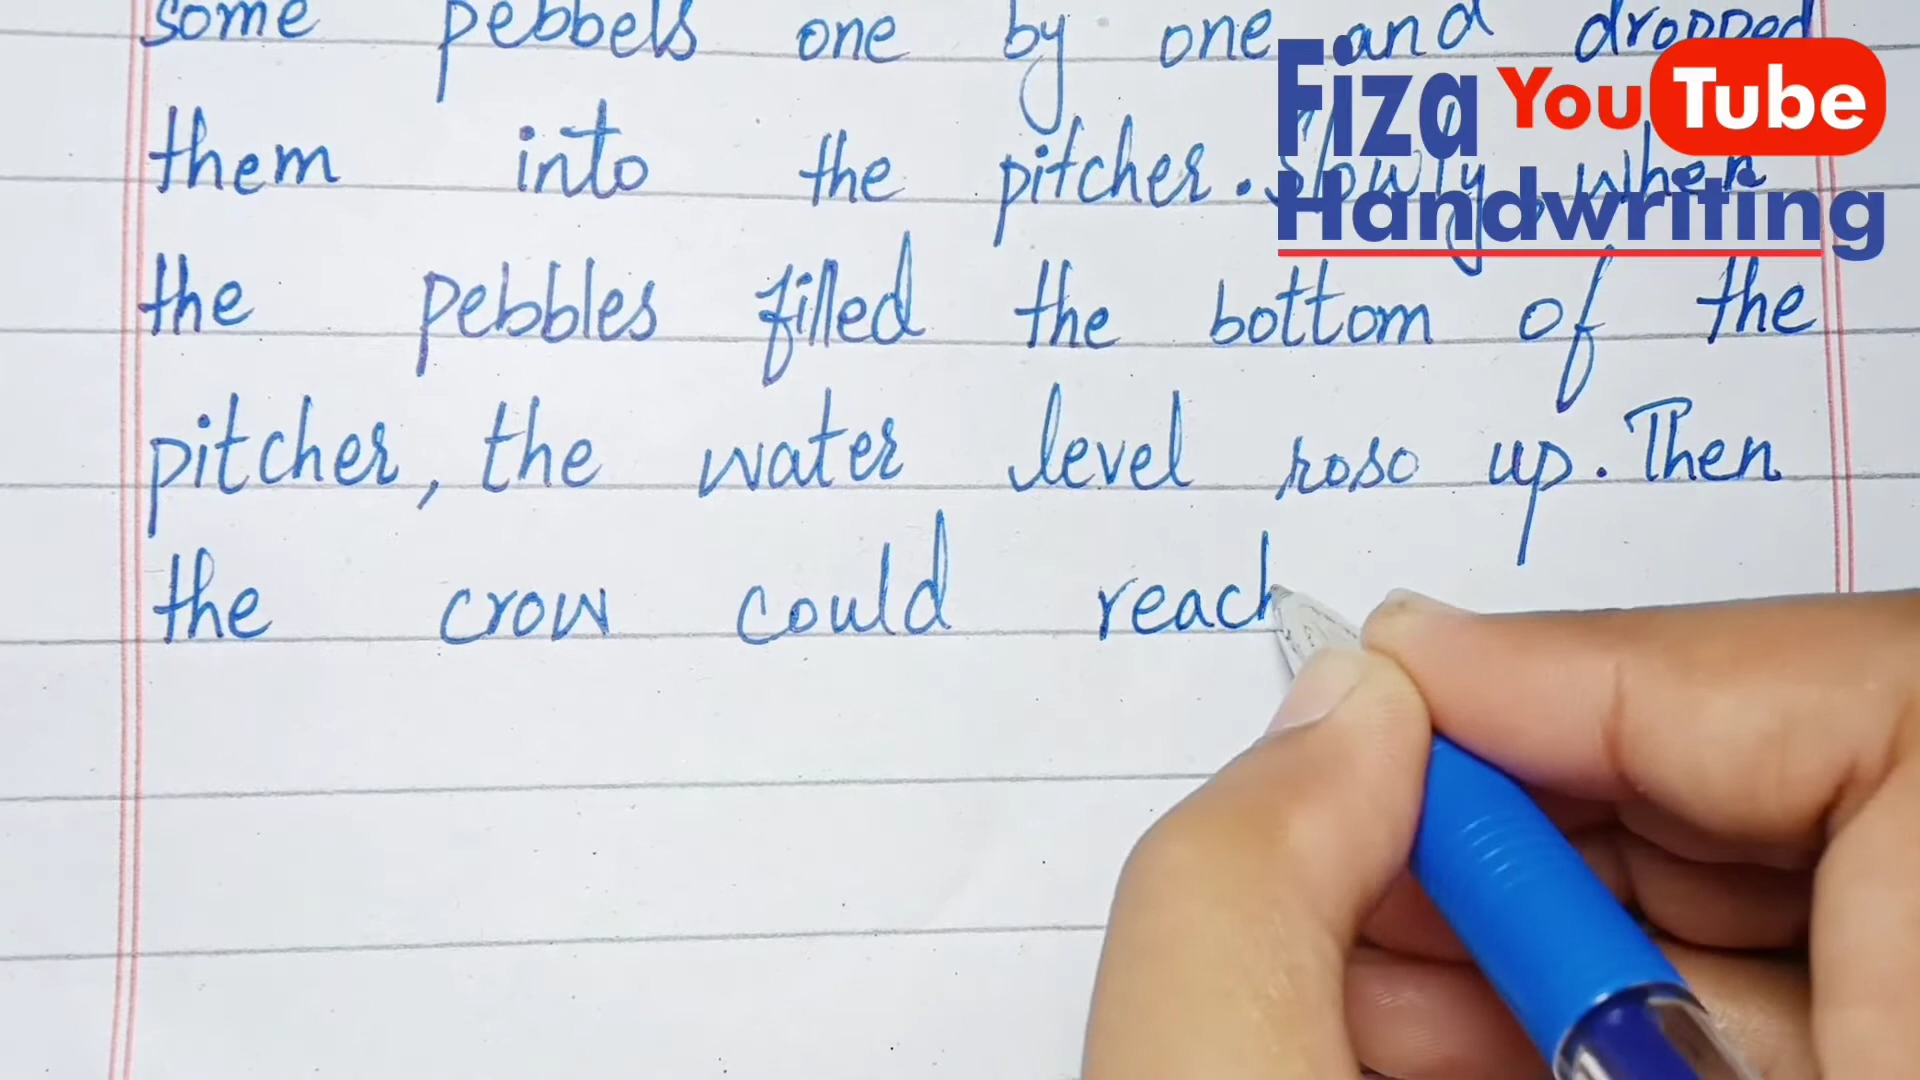 some pebbels one by one and dropped
them into the pitcher. Slowly, when
the pebbles filled the bottom of the
pitcher, the water level roso up. Then
the crow could reach
Fiza YouTube
Handwriting